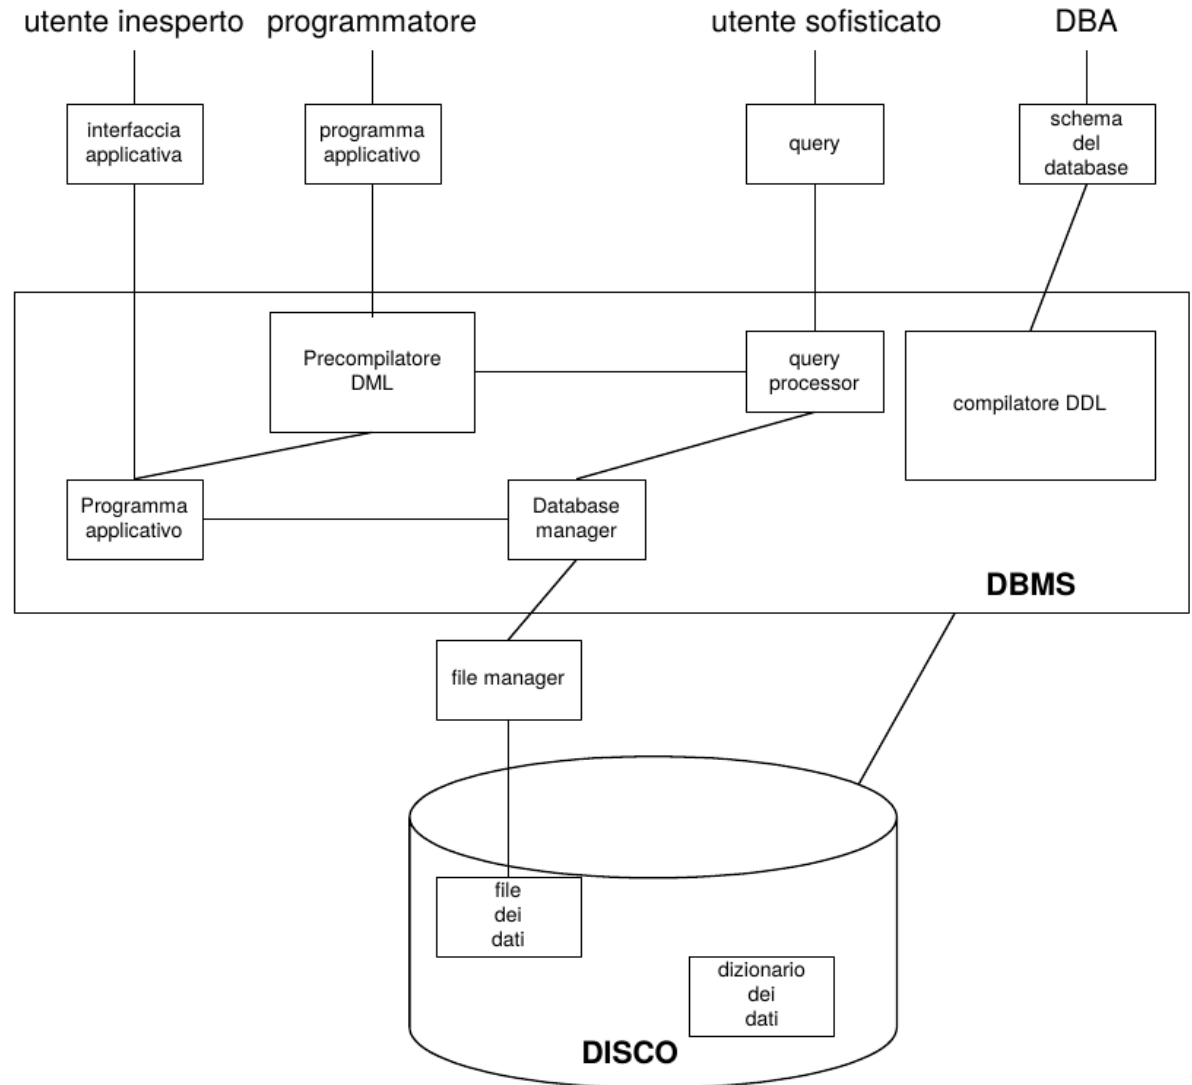 utente inesperto
programmatore
utente sofisticato
DBA
interfaccia
applicativa
programma
applicativo
query
schema
del
database
Precompilatore
DML
query
processor
compilatore DDL
Programma
applicativo
Database
manager
DBMS
file manager
file
dei
dati
dizionario
dei
dati
DISCO